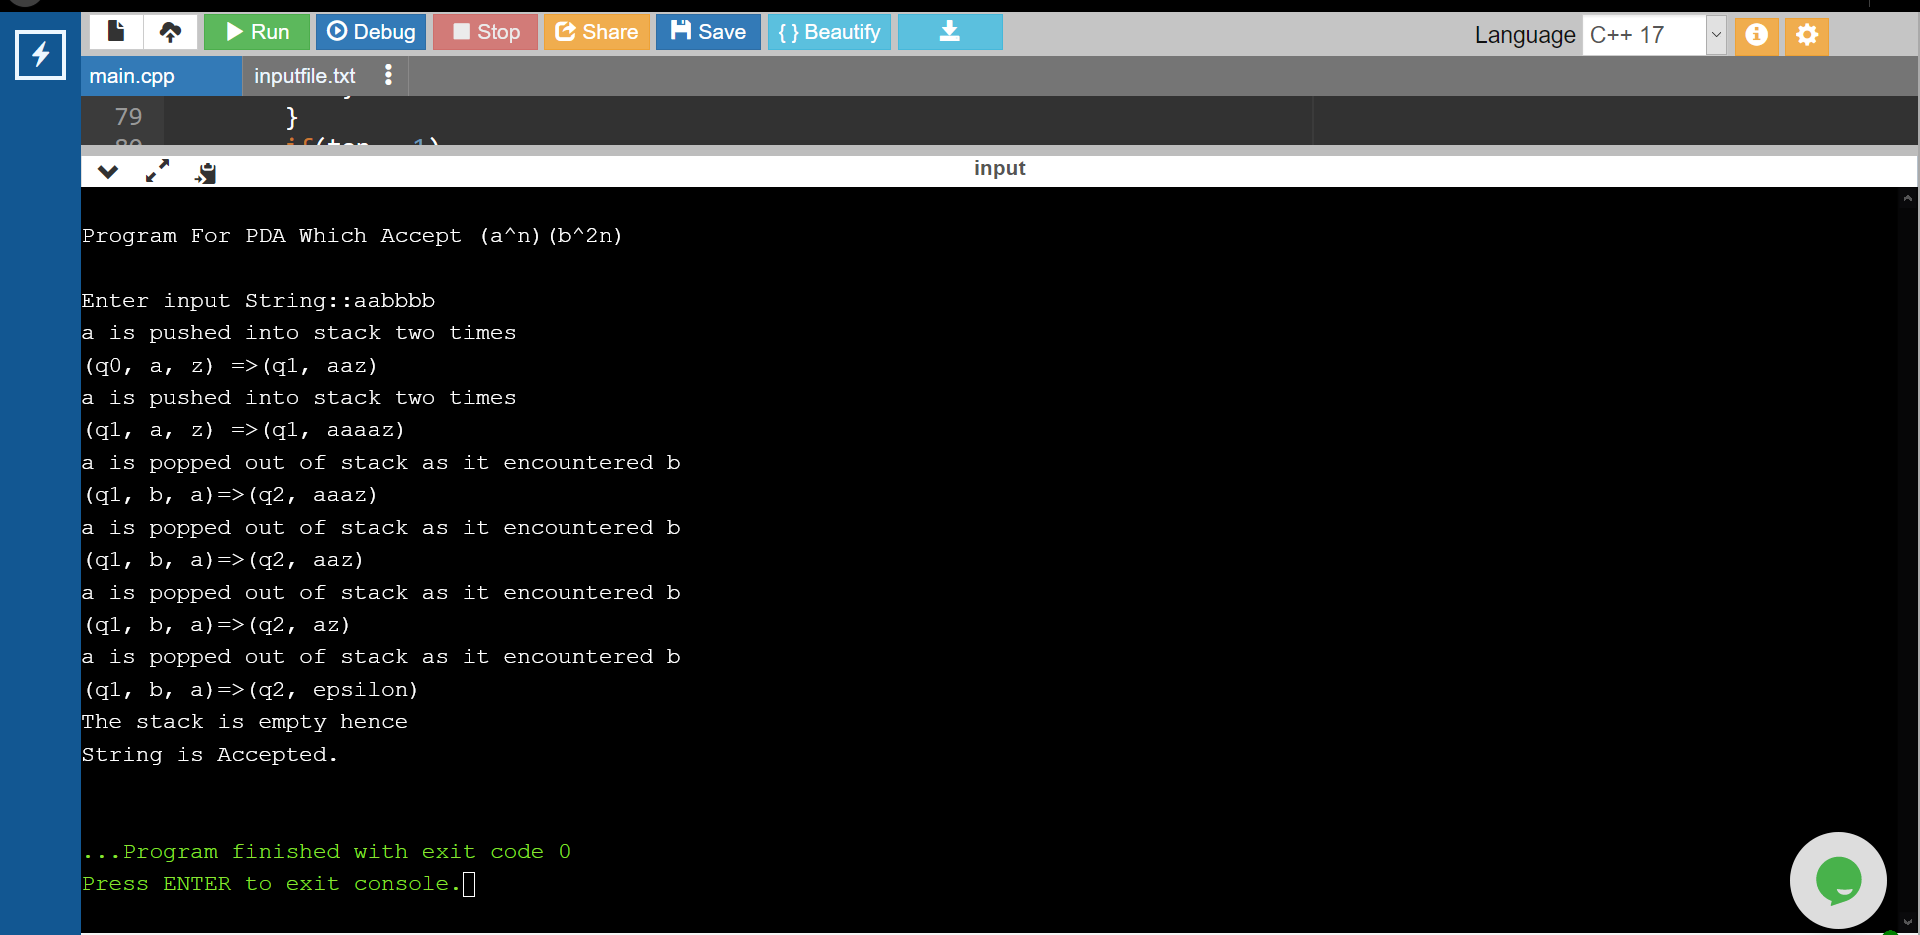 Run Debug Stop Share Save { } Beautify Language C++ 17
main.cpp inputfile.txt
79 }
input
Program For PDA Which Accept (a^n)(b^2n)
Enter input String::aabbbb
a is pushed into stack two times
(q0, a, z) =>(q1, aaz)
a is pushed into stack two times
(q1, a, z) =>(q1, aaaaz)
a is popped out of stack as it encountered b
(q1, b, a)=>(q2, aaaz)
a is popped out of stack as it encountered b
(q1, b, a)=>(q2, aaz)
a is popped out of stack as it encountered b
(q1, b, a)=>(q2, az)
a is popped out of stack as it encountered b
(q1, b, a)=>(q2, epsilon)
The stack is empty hence
String is Accepted.
...Program finished with exit code 0
Press ENTER to exit console.